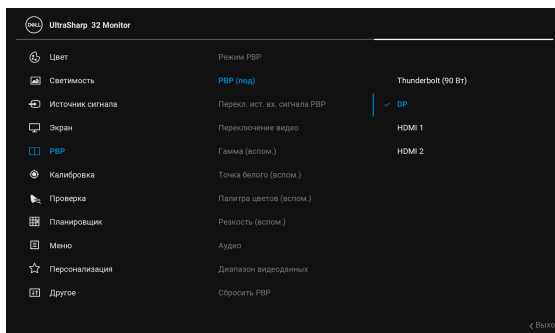 DELL UltraSharp 32 Monitor
Цвет
Режим PBP
Светимость
PBP (под)
Thunderbolt (90 Вт)
Источник сигнала
Перекл. ист. вх. сигнала PBP
DP
Экран
Переключение видео
HDMI 1
PBP
Гамма (вспом.)
HDMI 2
Калибровка
Точка белого (вспом.)
Проверка
Палитра цветов (вспом.)
Планировщик
Резкость (вспом.)
Меню
Аудио
Персонализация
Диапазон видеоданных
Другое
Сбросить PBP
Выхо